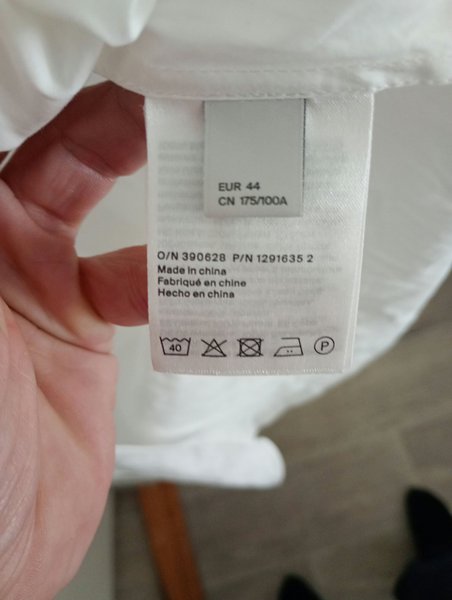 EUR 44
CN 175/100A
O/N 390628 P/N 1291635 2
Made in china
Fabriqué en chine
Hecho en china
40
P